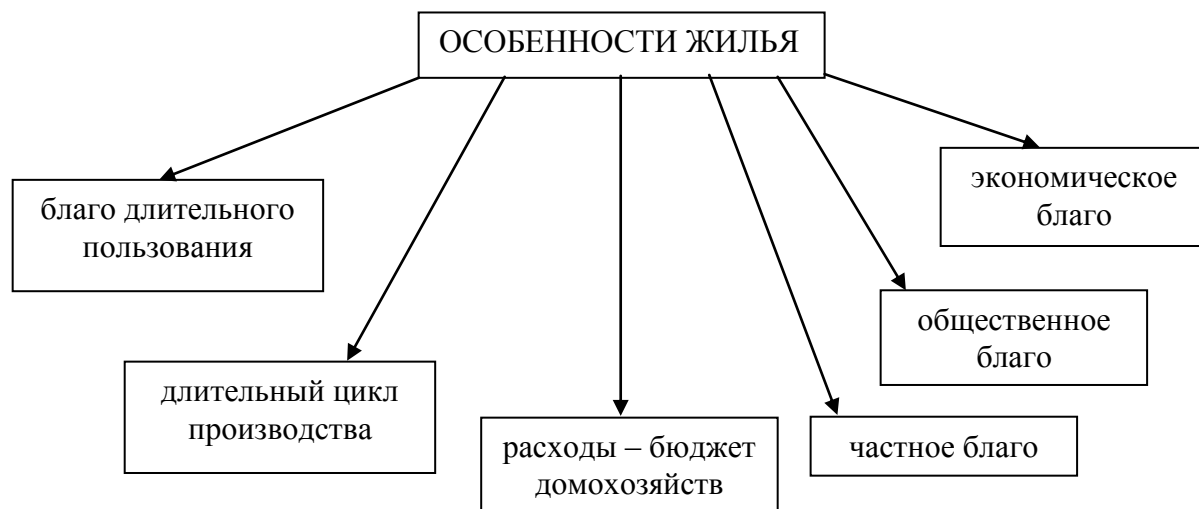 ОСОБЕННОСТИ ЖИЛЬЯ
благо длительного
пользования
длительный цикл
производства
расходы – бюджет
домохозяйств
частное благо
общественное
благо
экономическое
благо